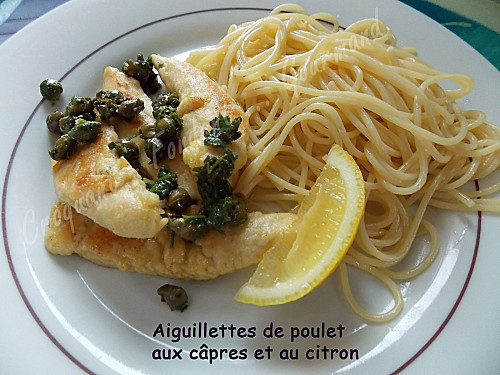 Aiguillettes de poulet
aux câpres et au citron